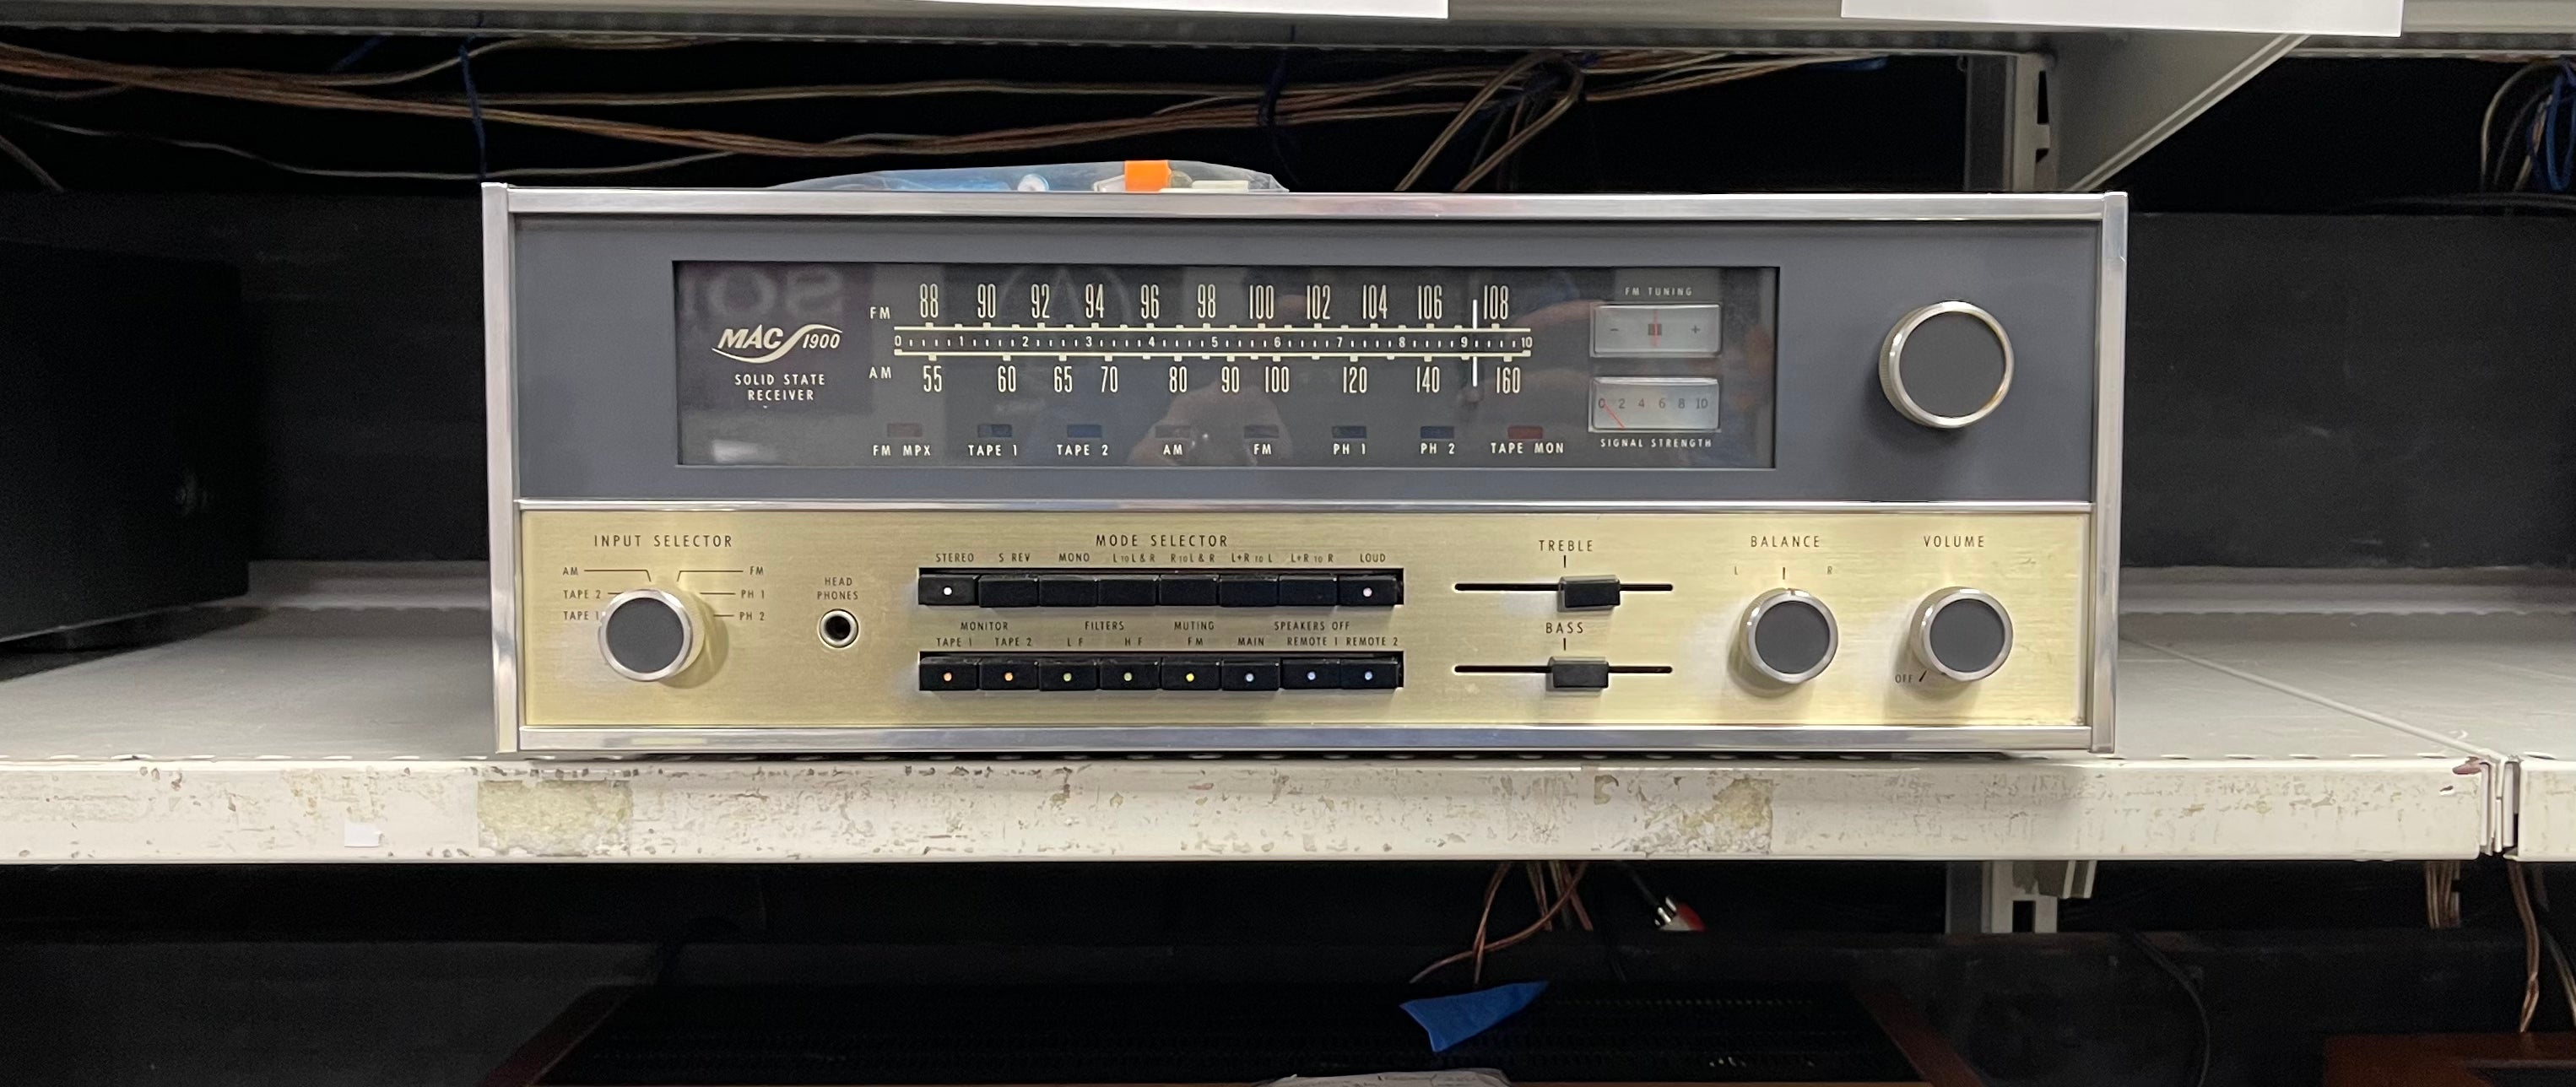 FM 88 90 92 94 96 98 100 102 104 106 108
0 1 2 3 4 5 6 7 8 9 10
AM 55 60 65 70 80 90 100 120 140 160
MAC 1900
SOLID STATE
RECEIVER
FM TUNING
- +
0 2 4 6 8 10
SIGNAL STRENGTH
FM MPX TAPE 1 TAPE 2 AM FM PH 1 PH 2 TAPE MON
INPUT SELECTOR
AM FM
TAPE 2 PH 1
TAPE 1 PH 2
HEAD
PHONES
MODE SELECTOR
STEREO S REV MONO L TO L & R R TO L & R L+R TO L L+R TO R LOUD
MONITOR FILTERS MUTING SPEAKERS OFF
TAPE 1 TAPE 2 L F H F FM MAIN REMOTE 1 REMOTE 2
TREBLE
BASS
BALANCE
L R
VOLUME
OFF